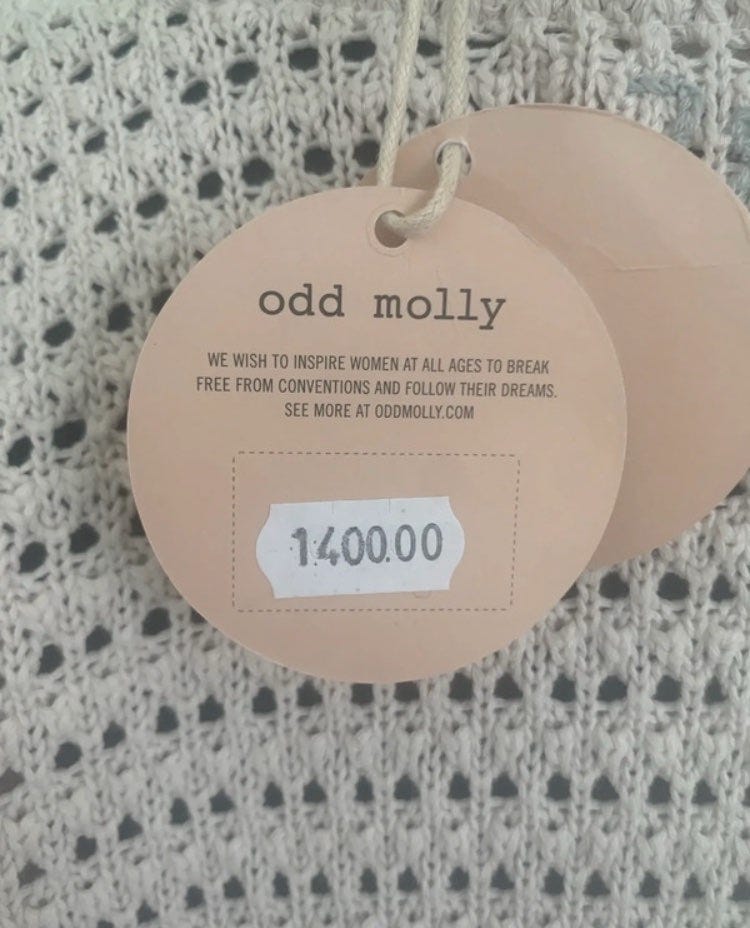 odd molly
WE WISH TO INSPIRE WOMEN AT ALL AGES TO BREAK
FREE FROM CONVENTIONS AND FOLLOW THEIR DREAMS.
SEE MORE AT ODDMOLLY.COM
1400.00